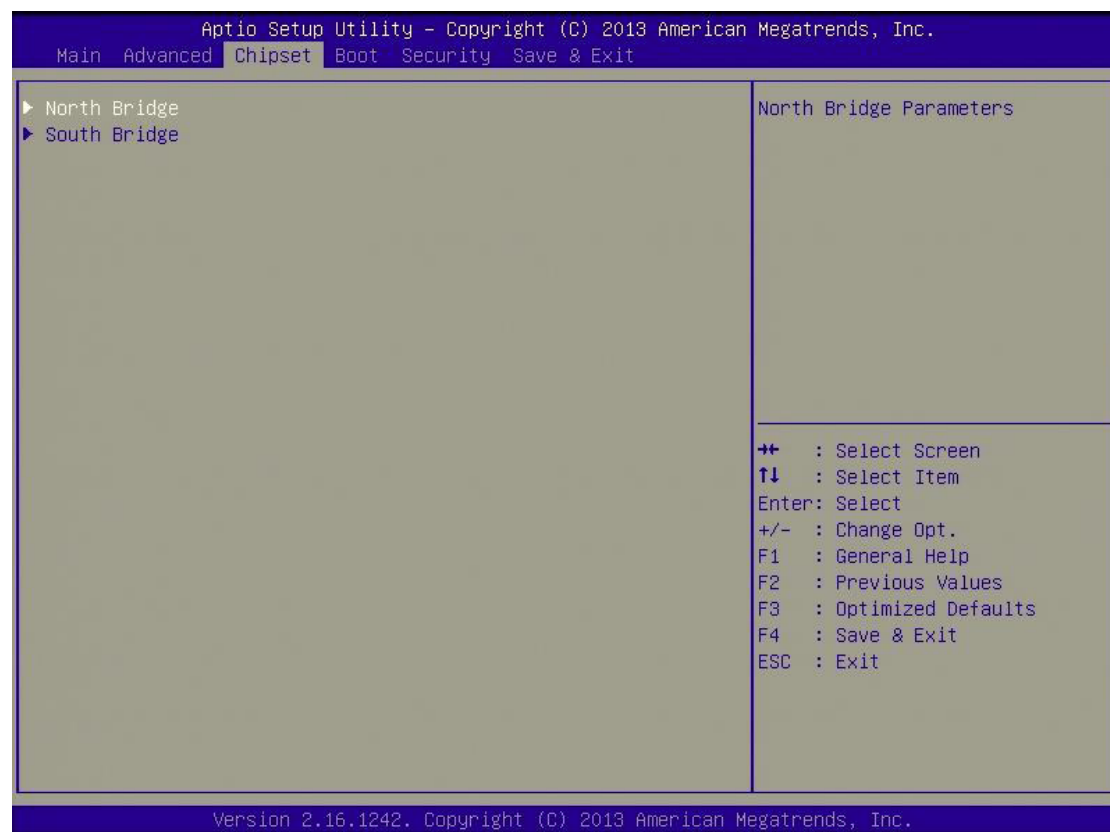 Aptio Setup Utility – Copyright (C) 2013 American Megatrends, Inc.
Main Advanced Chipset Boot Security Save & Exit
▶ North Bridge
▶ South Bridge
North Bridge Parameters
→← : Select Screen
↑↓ : Select Item
Enter: Select
+/- : Change Opt.
F1 : General Help
F2 : Previous Values
F3 : Optimized Defaults
F4 : Save & Exit
ESC : Exit
Version 2.16.1242. Copyright (C) 2013 American Megatrends, Inc.